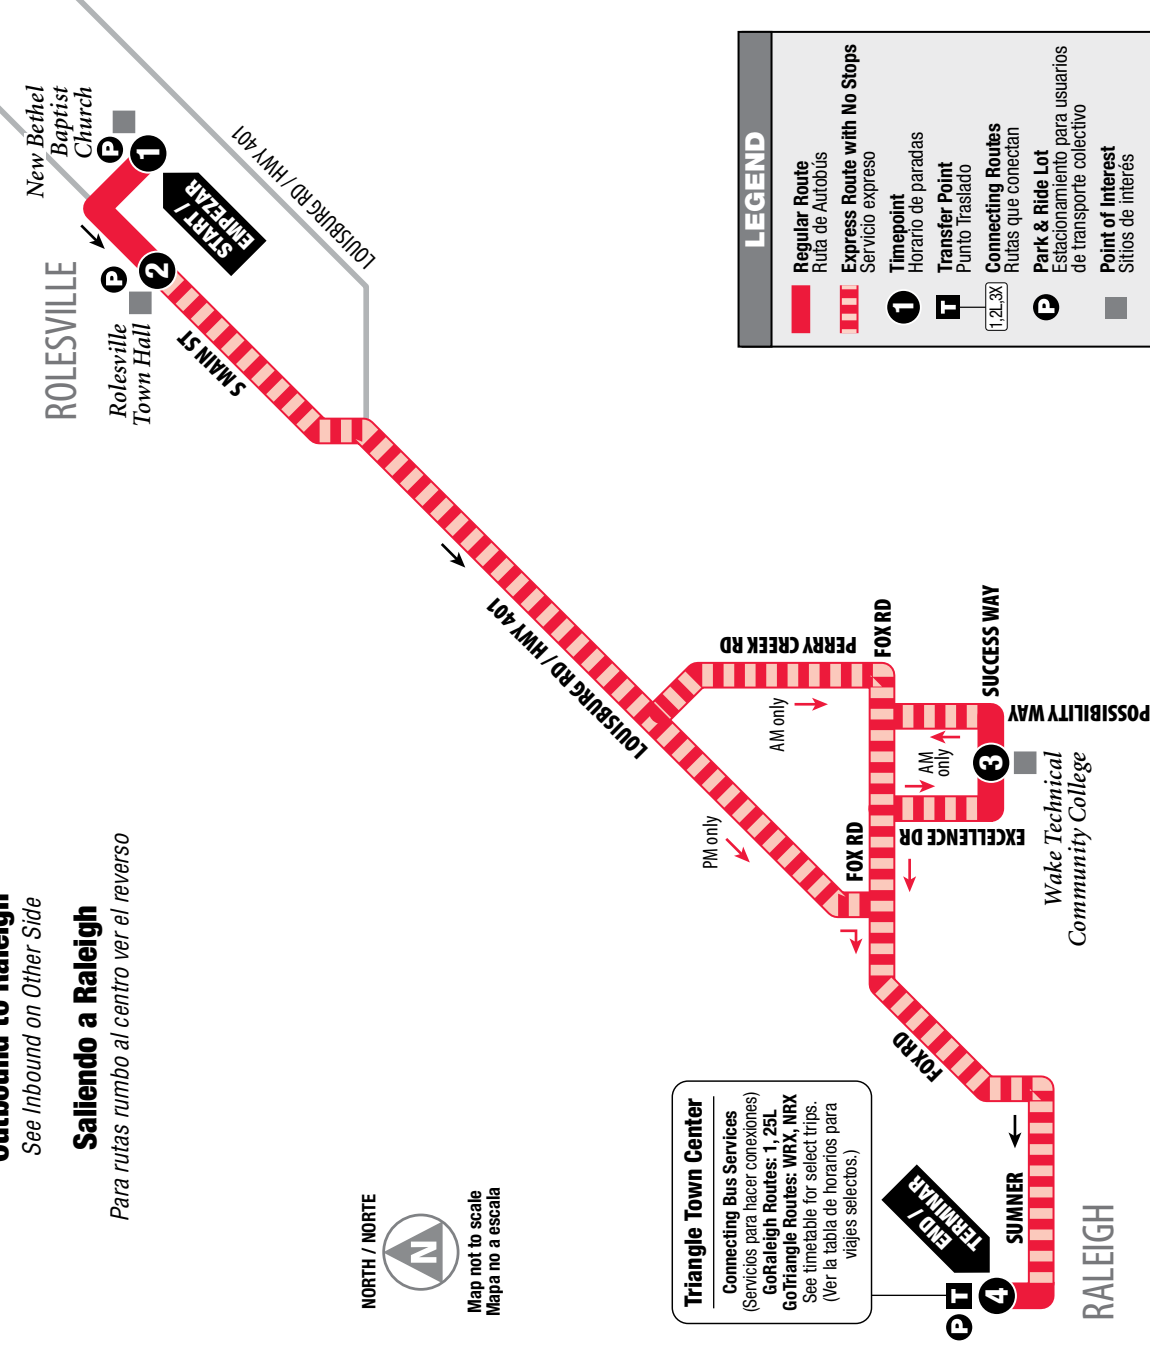 Outbound to Raleigh
See Inbound on Other Side
Saliendo a Raleigh
Para rutas rumbo al centro ver el reverso
ROLESVILLE
New Bethel
Baptist
Church
P
1
START /
EMPEZAR
P
2
Rolesville
Town Hall
S MAIN ST
LOUISBURG RD / HWY 401
LOUISBURG RD / HWY 401
PERRY CREEK RD
FOX RD
AM only
PM only
FOX RD
AM
only
SUCCESS WAY
POSSIBILITY WAY
3
EXCELLENCE DR
Wake Technical
Community College
FOX RD
SUMNER
END /
TERMINAR
P
T
4
RALEIGH
Triangle Town Center
Connecting Bus Services
(Servicios para hacer conexiones)
GoRaleigh Routes: 1, 25L
GoTriangle Routes: WRX, NRX
See timetable for select trips.
(Ver la tabla de horarios para
viajes selectos.)
NORTH / NORTE
N
Map not to scale
Mapa no a escala
LEGEND
Regular Route
Ruta de Autobús
Express Route with No Stops
Servicio expreso
1
Timepoint
Horario de paradas
T
Transfer Point
Punto Traslado
1,2L,3X
Connecting Routes
Rutas que conectan
P
Park & Ride Lot
Estacionamiento para usuarios
de transporte colectivo
Point of Interest
Sitios de interés